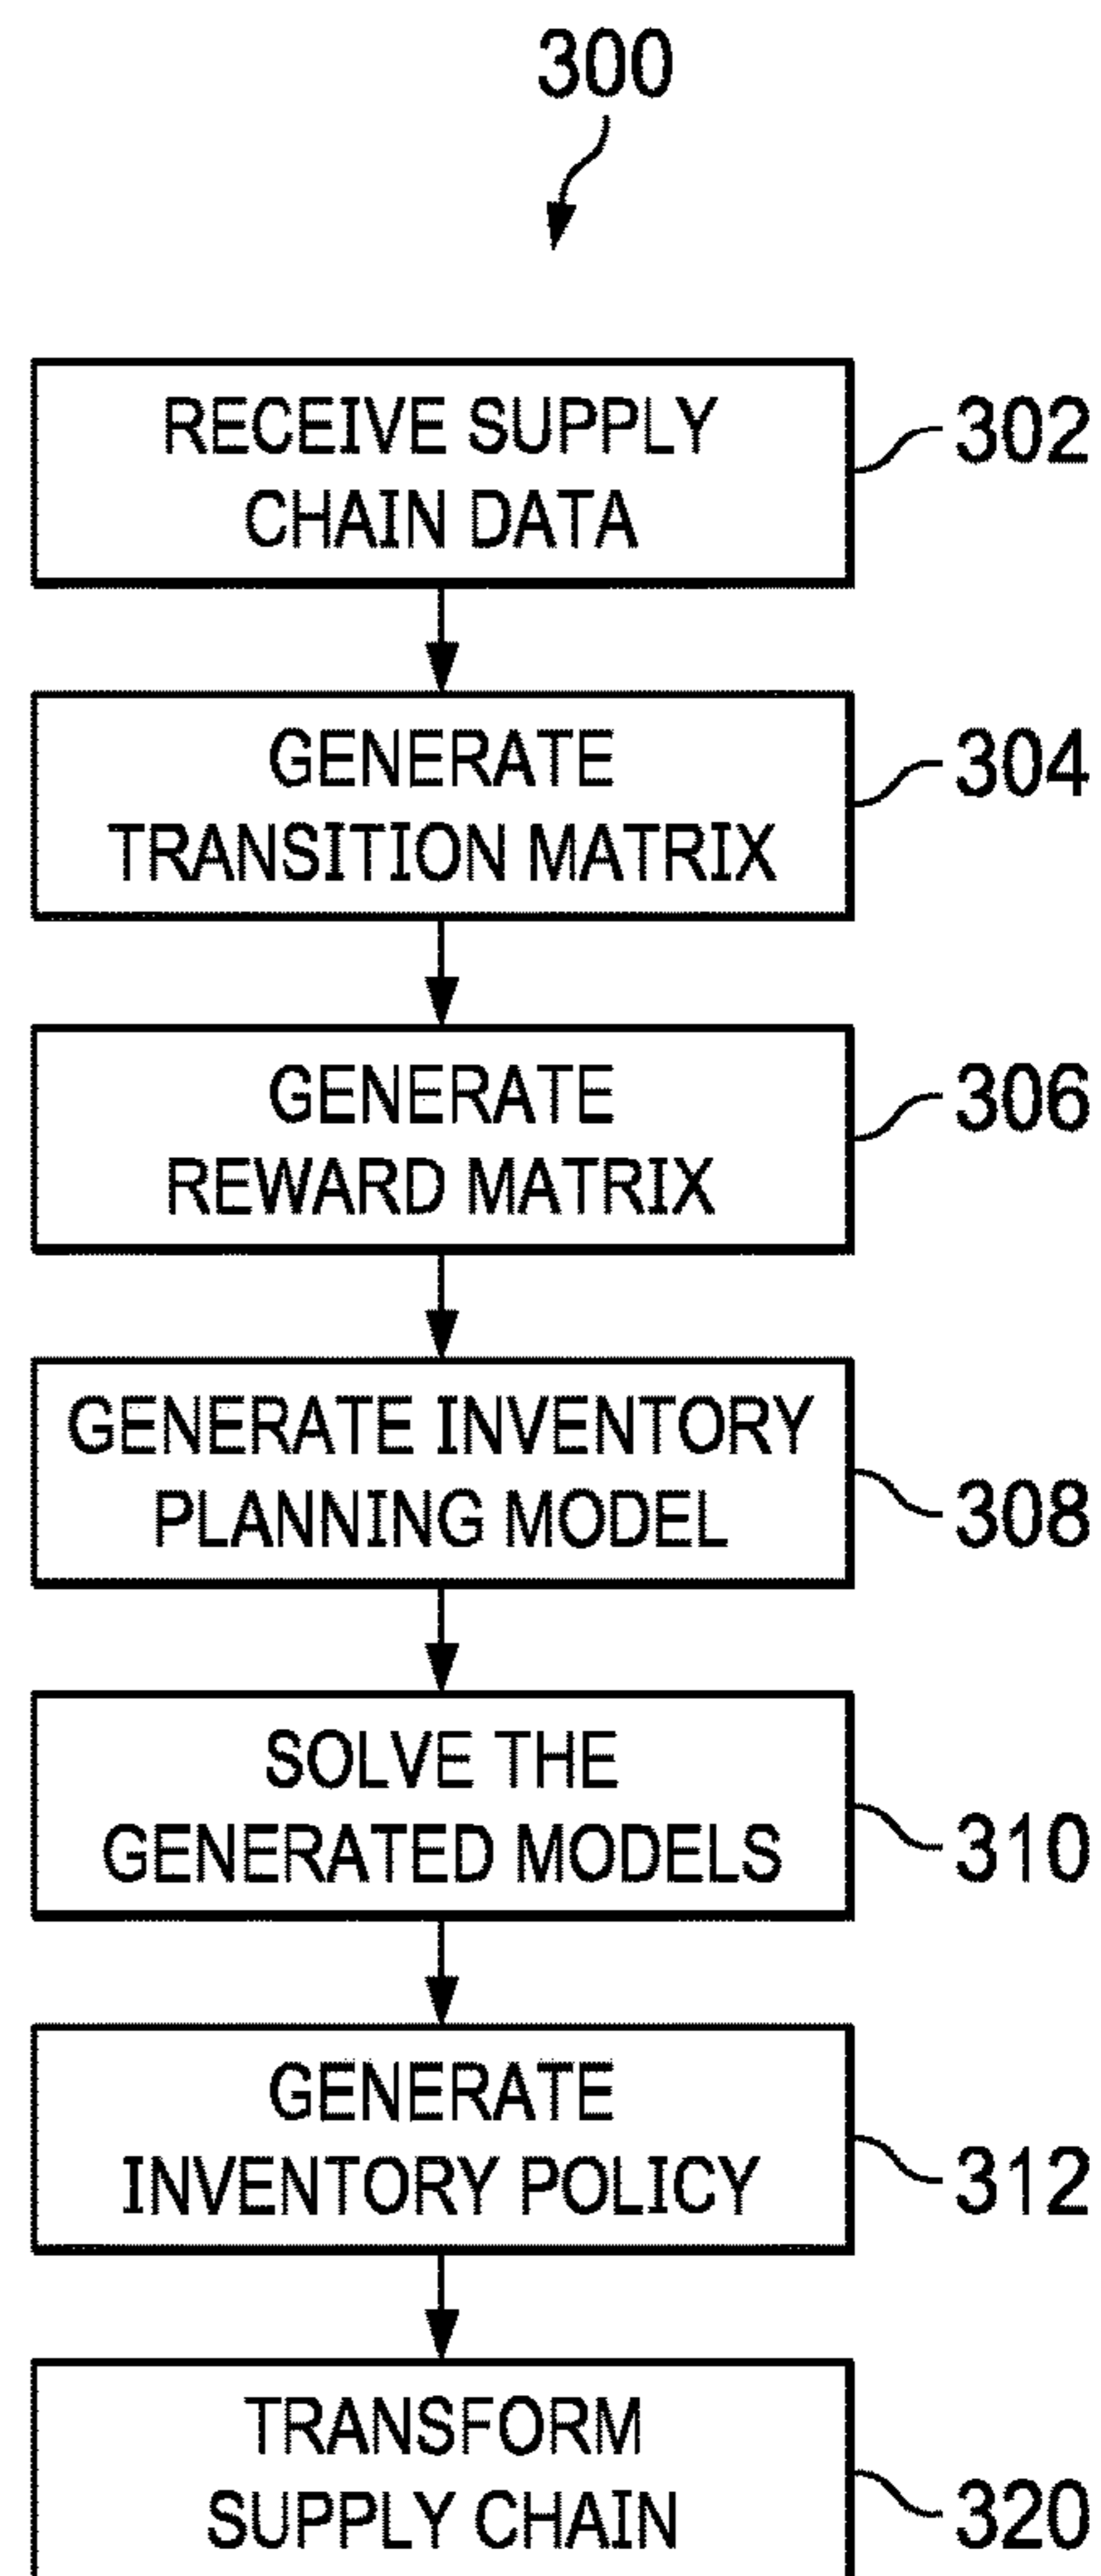 300
RECEIVE SUPPLY
CHAIN DATA
302
GENERATE
TRANSITION MATRIX
304
GENERATE
REWARD MATRIX
306
GENERATE INVENTORY
PLANNING MODEL
308
SOLVE THE
GENERATED MODELS
310
GENERATE
INVENTORY POLICY
312
TRANSFORM
SUPPLY CHAIN
320